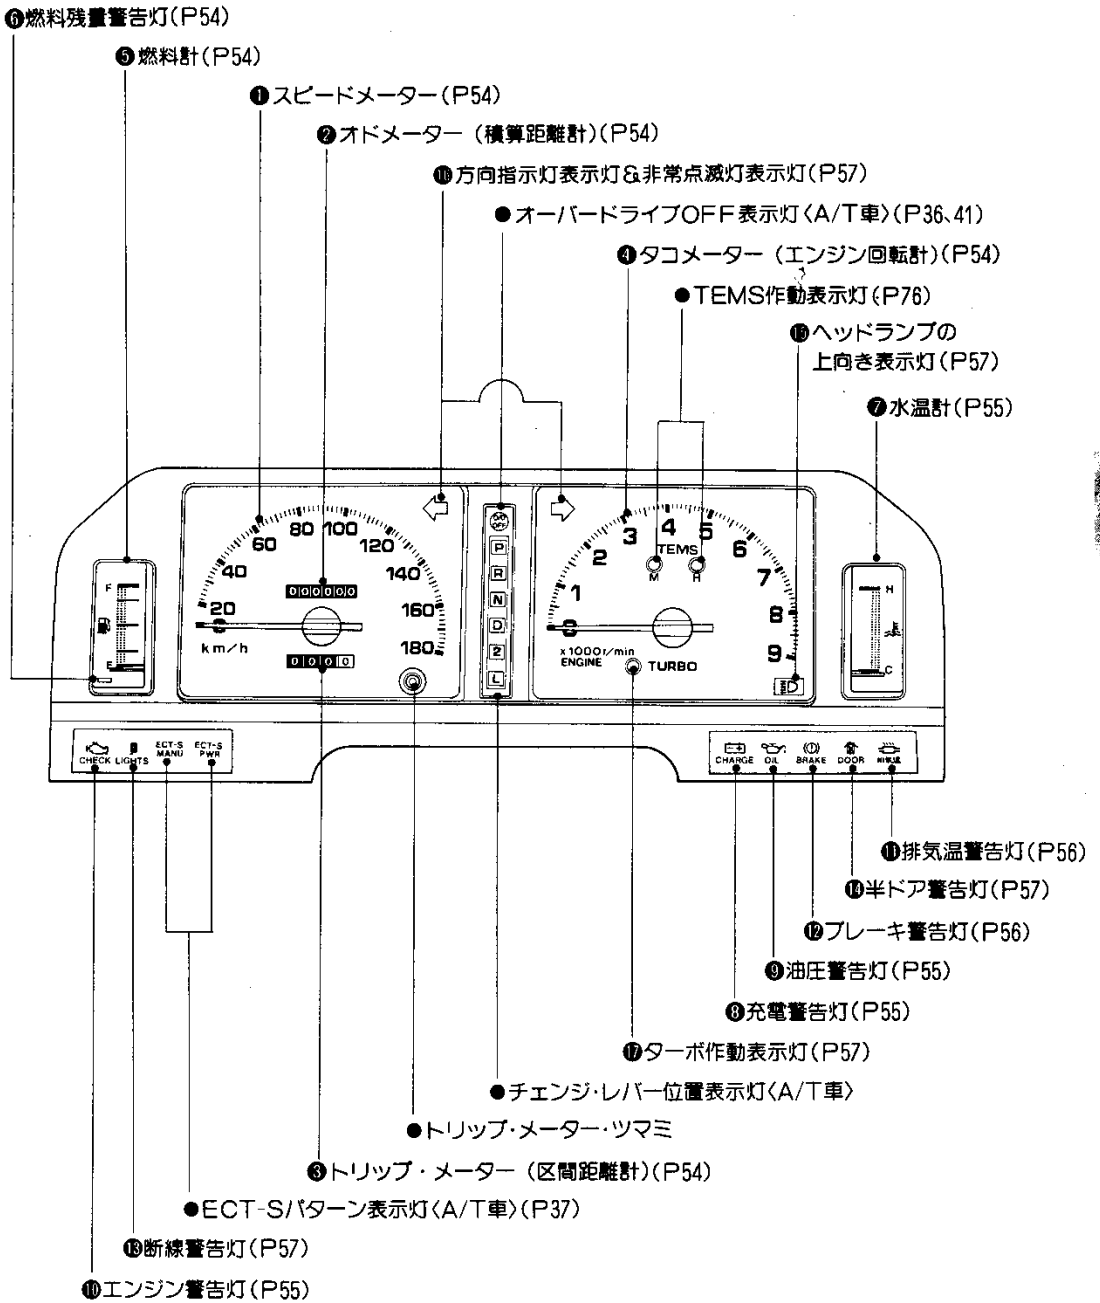 ❻燃料残量警告灯(P54)
❺燃料計(P54)
❶スピードメーター(P54)
❷オドメーター(積算距離計)(P54)
⓰方向指示灯表示灯&非常点滅灯表示灯(P57)
●オーバードライブOFF表示灯〈A/T車〉(P36、41)
❹タコメーター(エンジン回転計)(P54)
●TEMS作動表示灯(P76)
⓯ヘッドランプの
上向き表示灯(P57)
❼水温計(P55)
20
40
60
80
100
120
140
160
180
0
km/h
000000
0000
O/D
OFF
P
R
N
D
2
L
0
1
2
3
4
5
6
7
8
9
TEMS
M
H
x1000r/min
ENGINE
TURBO
F
E
H
C
CHECK
LIGHTS
ECT-S
MANU
ECT-S
PWR
CHARGE
OIL
BRAKE
DOOR
排気温
⓫排気温警告灯(P56)
⓮半ドア警告灯(P57)
⓬ブレーキ警告灯(P56)
❾油圧警告灯(P55)
❽充電警告灯(P55)
⓱ターボ作動表示灯(P57)
●チェンジ・レバー位置表示灯〈A/T車〉
●トリップ・メーター・ツマミ
❸トリップ・メーター(区間距離計)(P54)
●ECT-Sパターン表示灯〈A/T車〉(P37)
⓭断線警告灯(P57)
❿エンジン警告灯(P55)